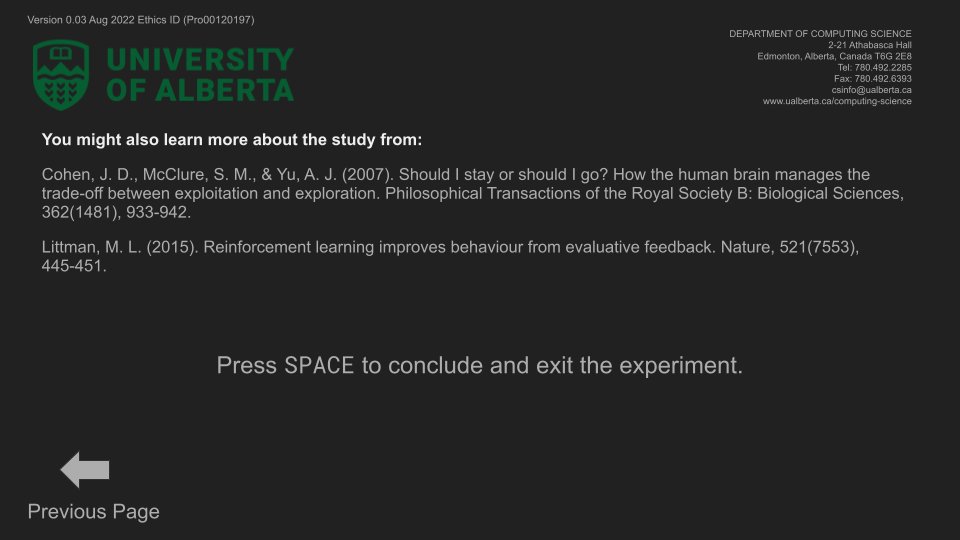 Version 0.03 Aug 2022 Ethics ID (Pro00120197)
UNIVERSITY
OF ALBERTA
DEPARTMENT OF COMPUTING SCIENCE
2-21 Athabasca Hall
Edmonton, Alberta, Canada T6G 2E8
Tel: 780.492.2285
Fax: 780.492.6393
csinfo@ualberta.ca
www.ualberta.ca/computing-science
You might also learn more about the study from:
Cohen, J. D., McClure, S. M., & Yu, A. J. (2007). Should I stay or should I go? How the human brain manages the
trade-off between exploitation and exploration. Philosophical Transactions of the Royal Society B: Biological Sciences,
362(1481), 933-942.
Littman, M. L. (2015). Reinforcement learning improves behaviour from evaluative feedback. Nature, 521(7553),
445-451.
Press SPACE to conclude and exit the experiment.
Previous Page